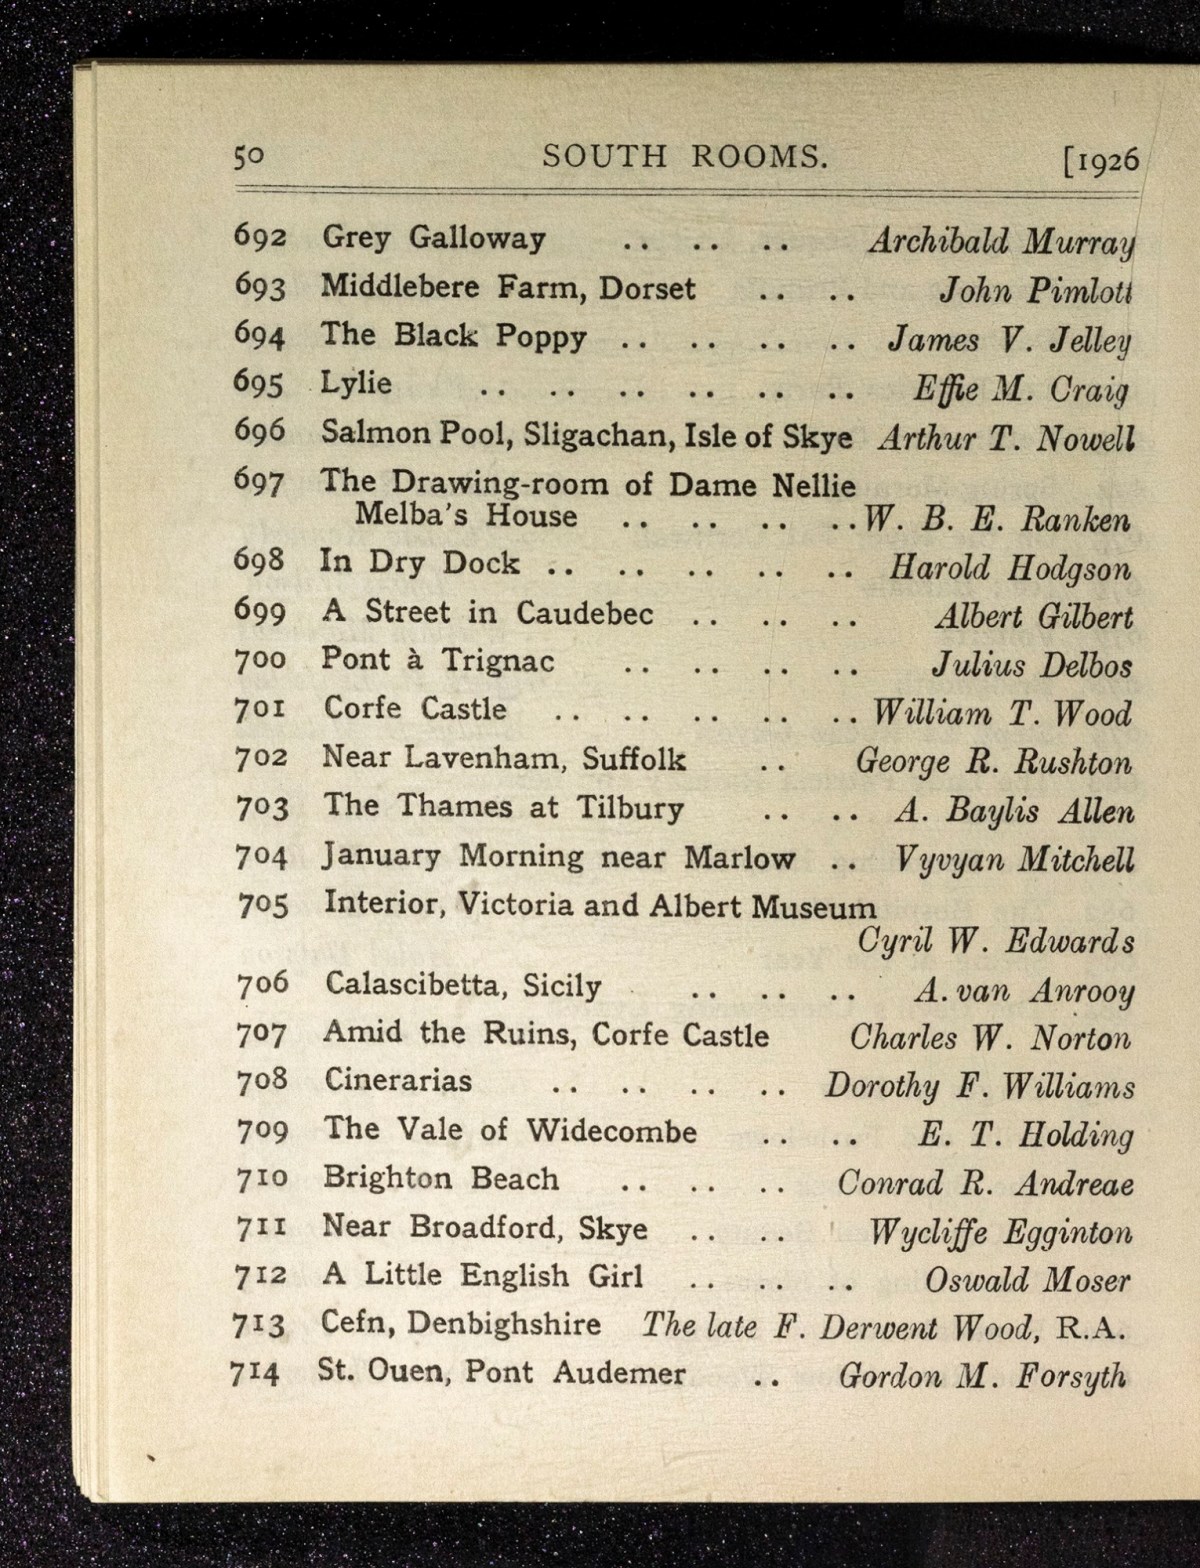 50 SOUTH ROOMS. [1926
692 Grey Galloway .. .. .. Archibald Murray
693 Middlebere Farm, Dorset .. .. John Pimlott
694 The Black Poppy .. .. .. .. James V. Jelley
695 Lylie .. .. .. .. .. .. Effie M. Craig
696 Salmon Pool, Sligachan, Isle of Skye Arthur T. Nowell
697 The Drawing-room of Dame Nellie
Melba's House .. .. .. .. W. B. E. Ranken
698 In Dry Dock .. .. .. .. .. Harold Hodgson
699 A Street in Caudebec .. .. .. Albert Gilbert
700 Pont à Trignac .. .. .. .. Julius Delbos
701 Corfe Castle .. .. .. .. .. William T. Wood
702 Near Lavenham, Suffolk .. George R. Rushton
703 The Thames at Tilbury .. .. A. Baylis Allen
704 January Morning near Marlow .. Vyvyan Mitchell
705 Interior, Victoria and Albert Museum
Cyril W. Edwards
706 Calascibetta, Sicily .. .. .. A. van Anrooy
707 Amid the Ruins, Corfe Castle Charles W. Norton
708 Cinerarias .. .. .. .. Dorothy F. Williams
709 The Vale of Widecombe .. .. E. T. Holding
710 Brighton Beach .. .. .. Conrad R. Andreae
711 Near Broadford, Skye .. .. Wycliffe Egginton
712 A Little English Girl .. .. .. Oswald Moser
713 Cefn, Denbighshire The late F. Derwent Wood, R.A.
714 St. Ouen, Pont Audemer .. Gordon M. Forsyth